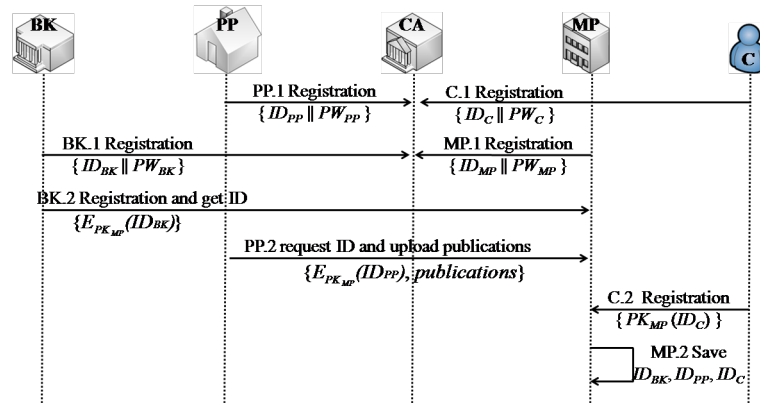 BK PP CA MP C
PP.1 Registration C.1 Registration
{ ID_PP || PW_PP } { ID_C || PW_C }
BK.1 Registration MP.1 Registration
{ ID_BK || PW_BK } { ID_MP || PW_MP }
BK.2 Registration and get ID
{E_PK_MP (ID_BK)}
PP.2 request ID and upload publications
{E_PK_MP (ID_PP), publications}
C.2 Registration
{ PK_MP (ID_C) }
MP.2 Save
ID_BK, ID_PP, ID_C